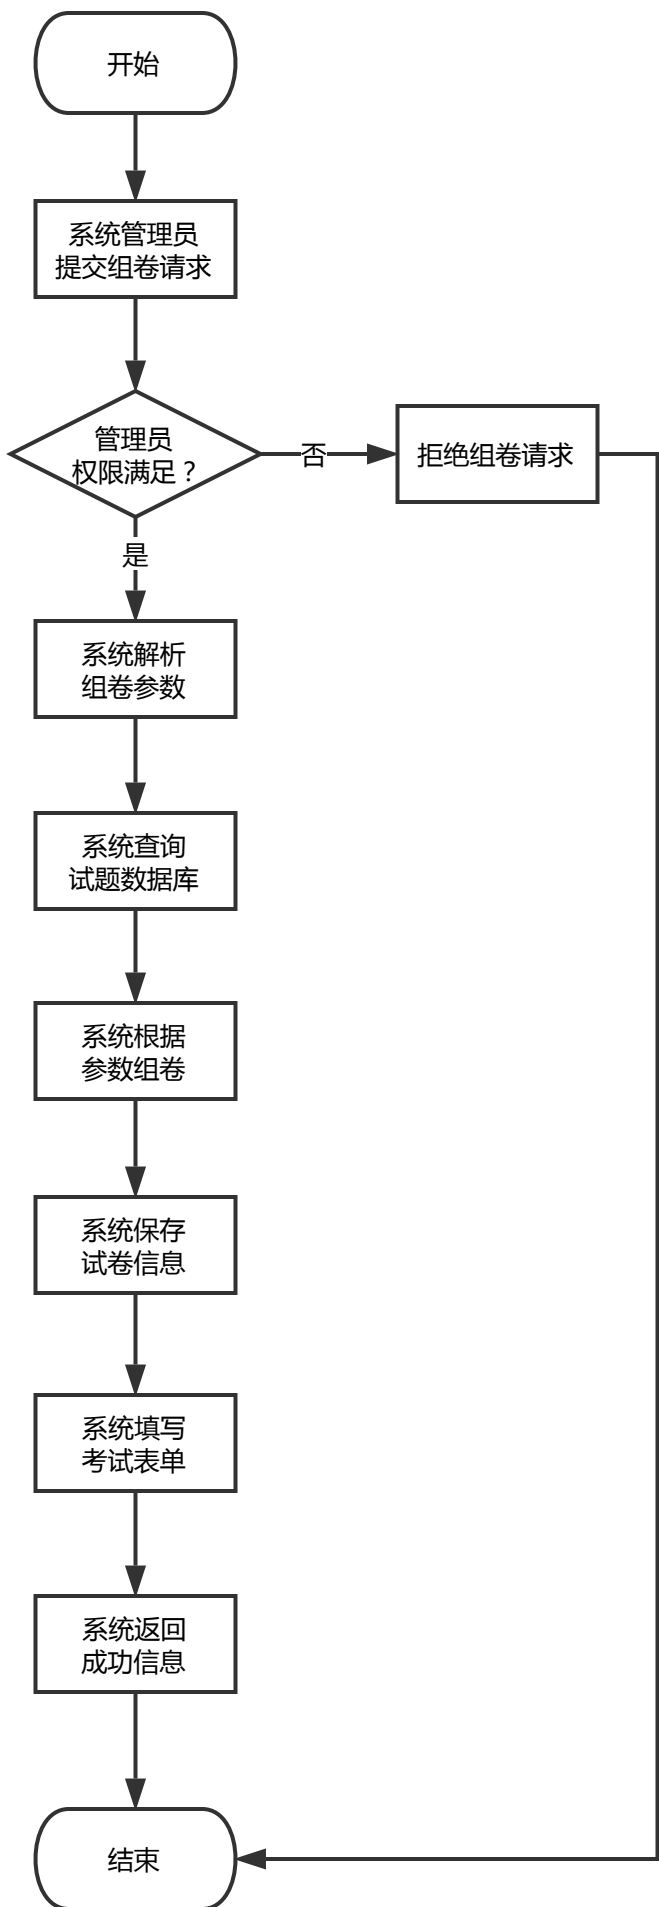 开始
系统管理员
提交组卷请求
管理员
权限满足？
否
拒绝组卷请求
是
系统解析
组卷参数
系统查询
试题数据库
系统根据
参数组卷
系统保存
试卷信息
系统填写
考试表单
系统返回
成功信息
结束